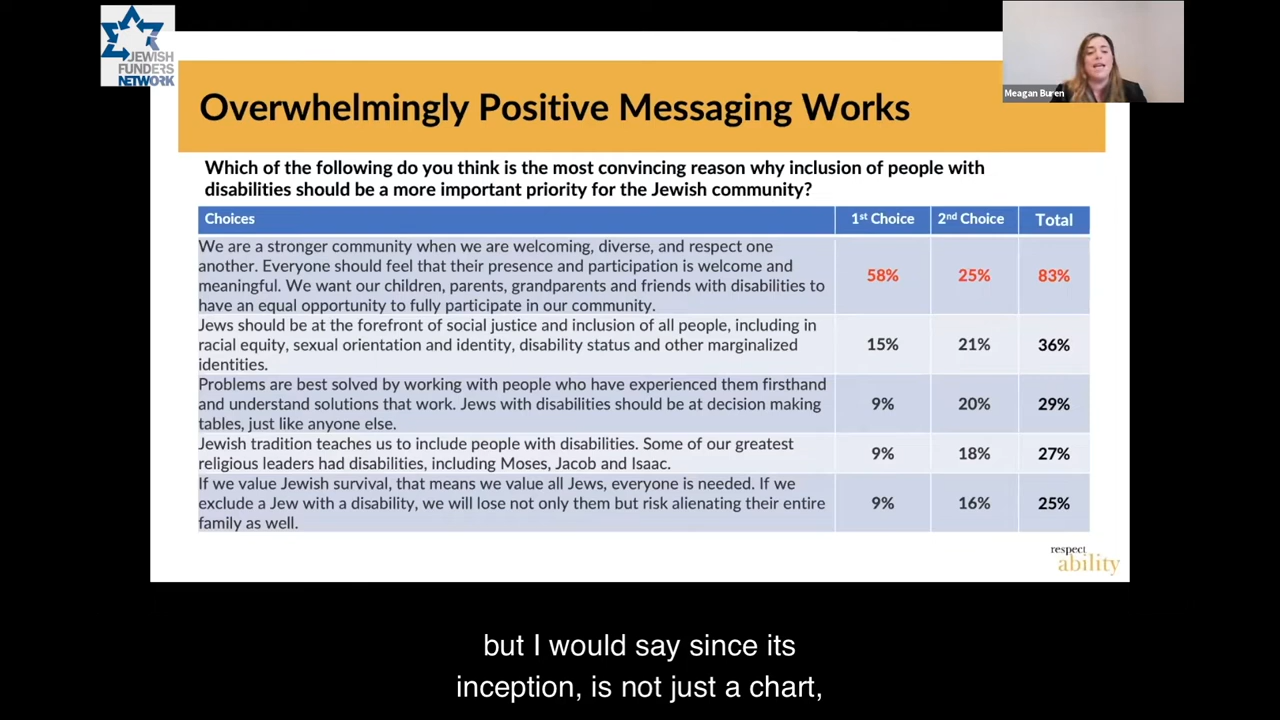 JEWISH
FUNDERS
NETWORK
Meagan Buren
Overwhelmingly Positive Messaging Works
Which of the following do you think is the most convincing reason why inclusion of people with
disabilities should be a more important priority for the Jewish community?
Choices 1st Choice 2nd Choice Total
We are a stronger community when we are welcoming, diverse, and respect one
another. Everyone should feel that their presence and participation is welcome and
meaningful. We want our children, parents, grandparents and friends with disabilities to
have an equal opportunity to fully participate in our community.
58% 25% 83%
Jews should be at the forefront of social justice and inclusion of all people, including in
racial equity, sexual orientation and identity, disability status and other marginalized
identities.
15% 21% 36%
Problems are best solved by working with people who have experienced them firsthand
and understand solutions that work. Jews with disabilities should be at decision making
tables, just like anyone else.
9% 20% 29%
Jewish tradition teaches us to include people with disabilities. Some of our greatest
religious leaders had disabilities, including Moses, Jacob and Isaac.
9% 18% 27%
If we value Jewish survival, that means we value all Jews, everyone is needed. If we
exclude a Jew with a disability, we will lose not only them but risk alienating their entire
family as well.
9% 16% 25%
respect
ability
but I would say since its
inception, is not just a chart,